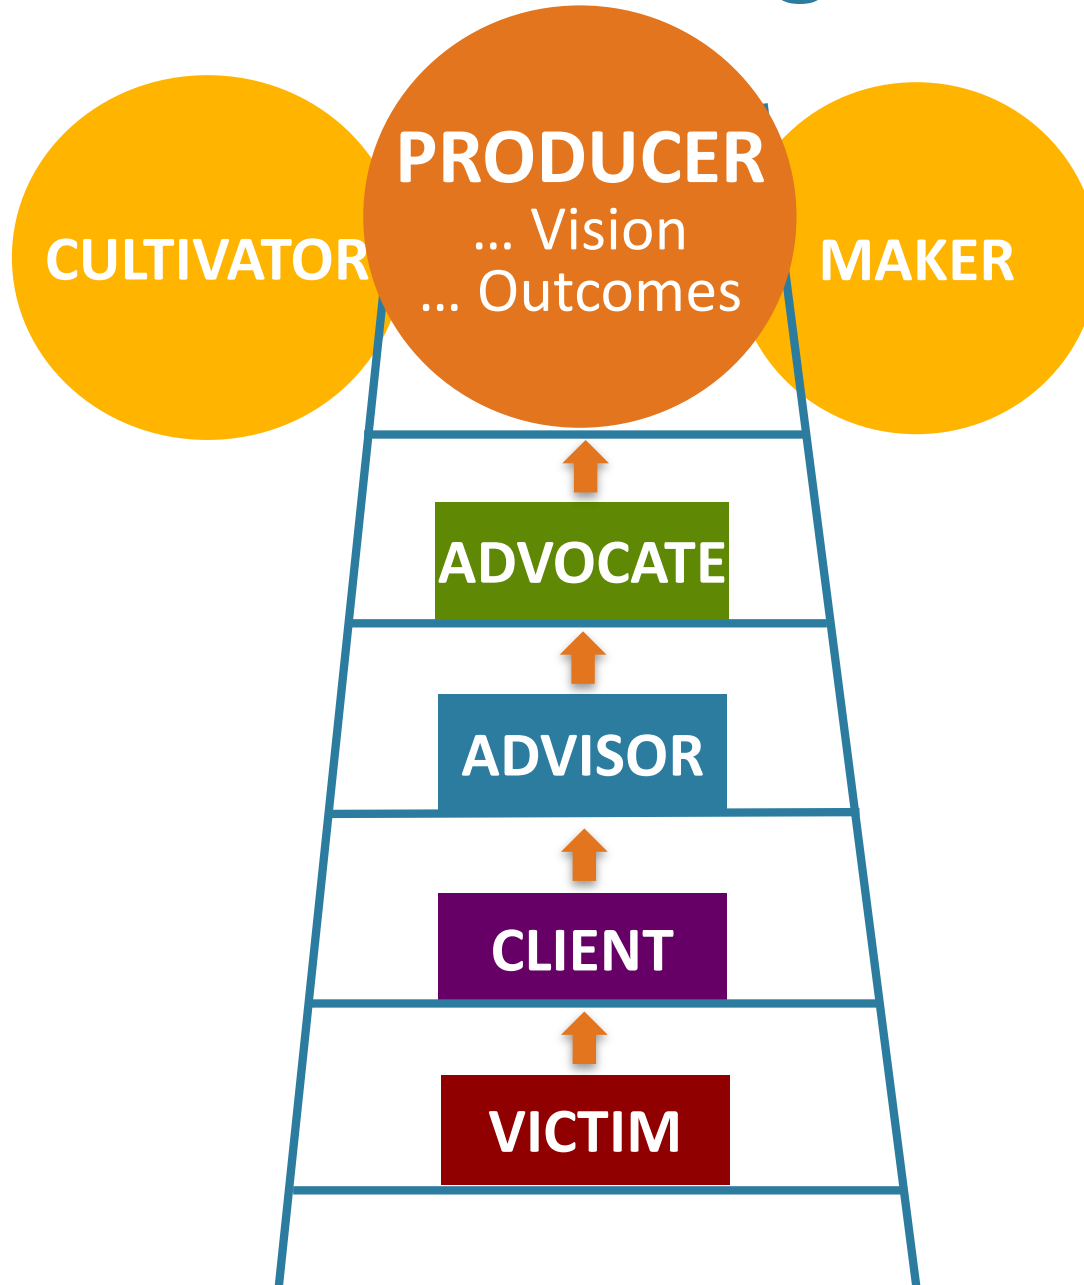 PRODUCER
... Vision
... Outcomes
CULTIVATOR
MAKER
ADVOCATE
ADVISOR
CLIENT
VICTIM